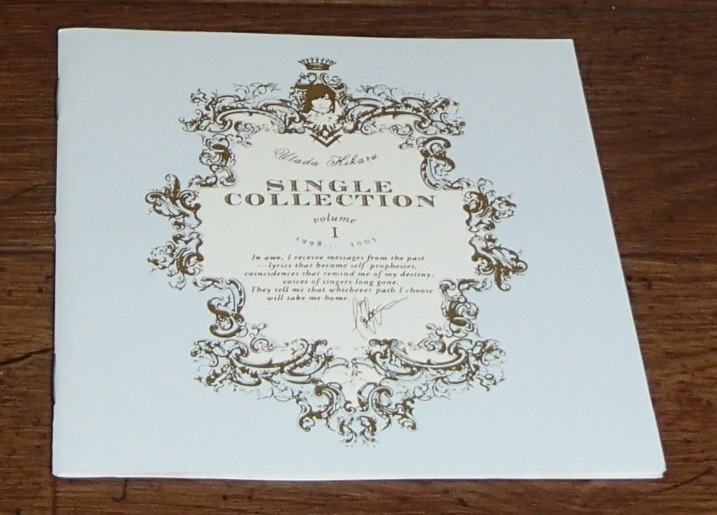 Utada Hikaru
SINGLE
COLLECTION
volume
I
1998.....2003
In awe, I receive messages from the past
—lyrics that become self prophesies,
coincidences that remind me of my destiny,
voices of singers long gone.
They tell me that whichever path I choose
will take me home.